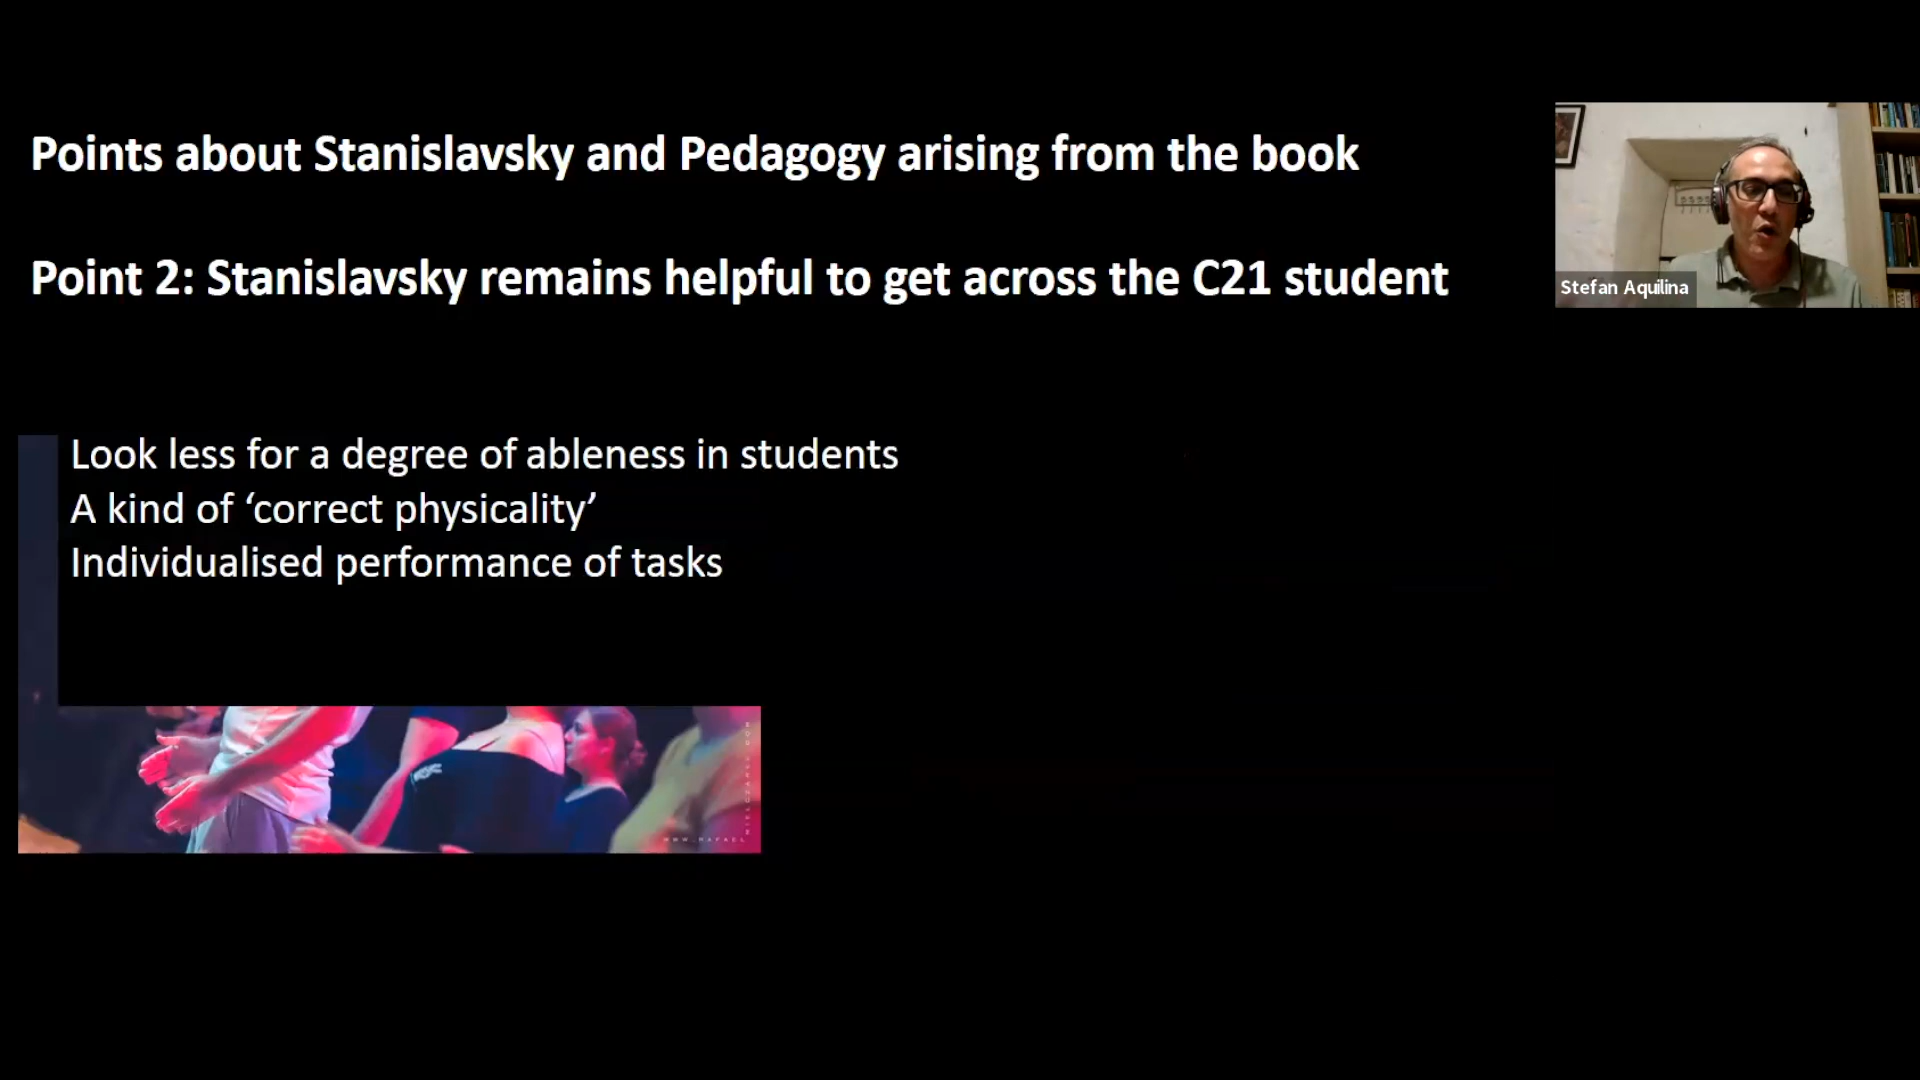 Points about Stanislavsky and Pedagogy arising from the book
Point 2: Stanislavsky remains helpful to get across the C21 student
Stefan Aquilina
Look less for a degree of ableness in students
A kind of ‘correct physicality’
Individualised performance of tasks
WWW.RAFAEL